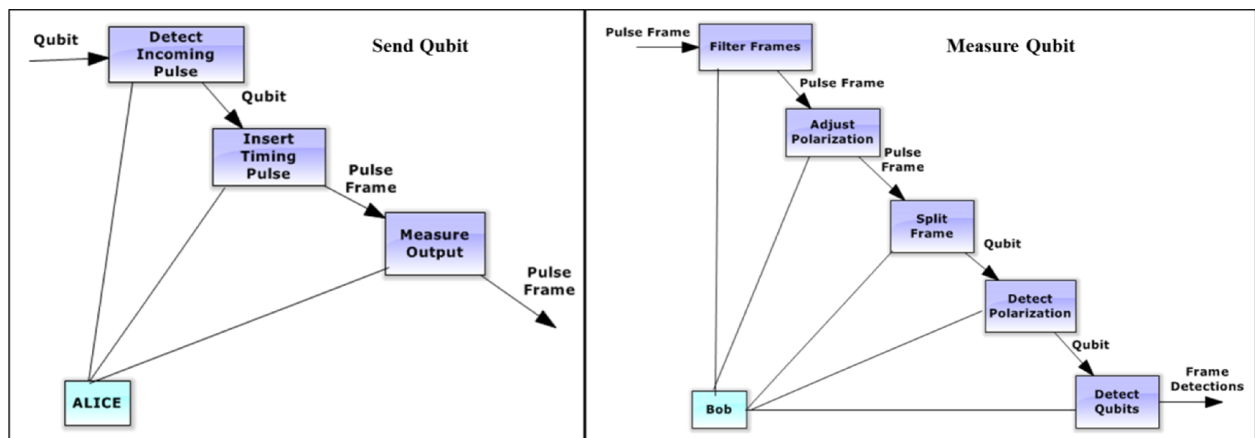 Send Qubit
Qubit
Detect
Incoming
Pulse
Qubit
Insert
Timing
Pulse
Pulse
Frame
Measure
Output
Pulse
Frame
ALICE
Measure Qubit
Pulse Frame
Filter Frames
Pulse Frame
Adjust
Polarization
Pulse
Frame
Split
Frame
Qubit
Detect
Polarization
Qubit
Detect
Qubits
Frame
Detections
Bob